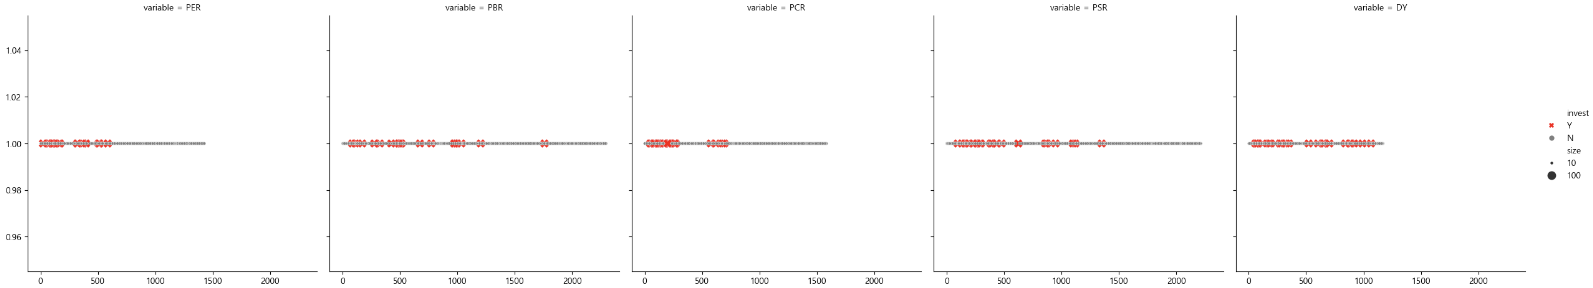 variable = PER
variable = PBR
variable = PCR
variable = PSR
variable = DY
1.04
1.02
1.00
0.98
0.96
0 500 1000 1500 2000
0 500 1000 1500 2000
0 500 1000 1500 2000
0 500 1000 1500 2000
0 500 1000 1500 2000
invest
Y
N
size
10
100